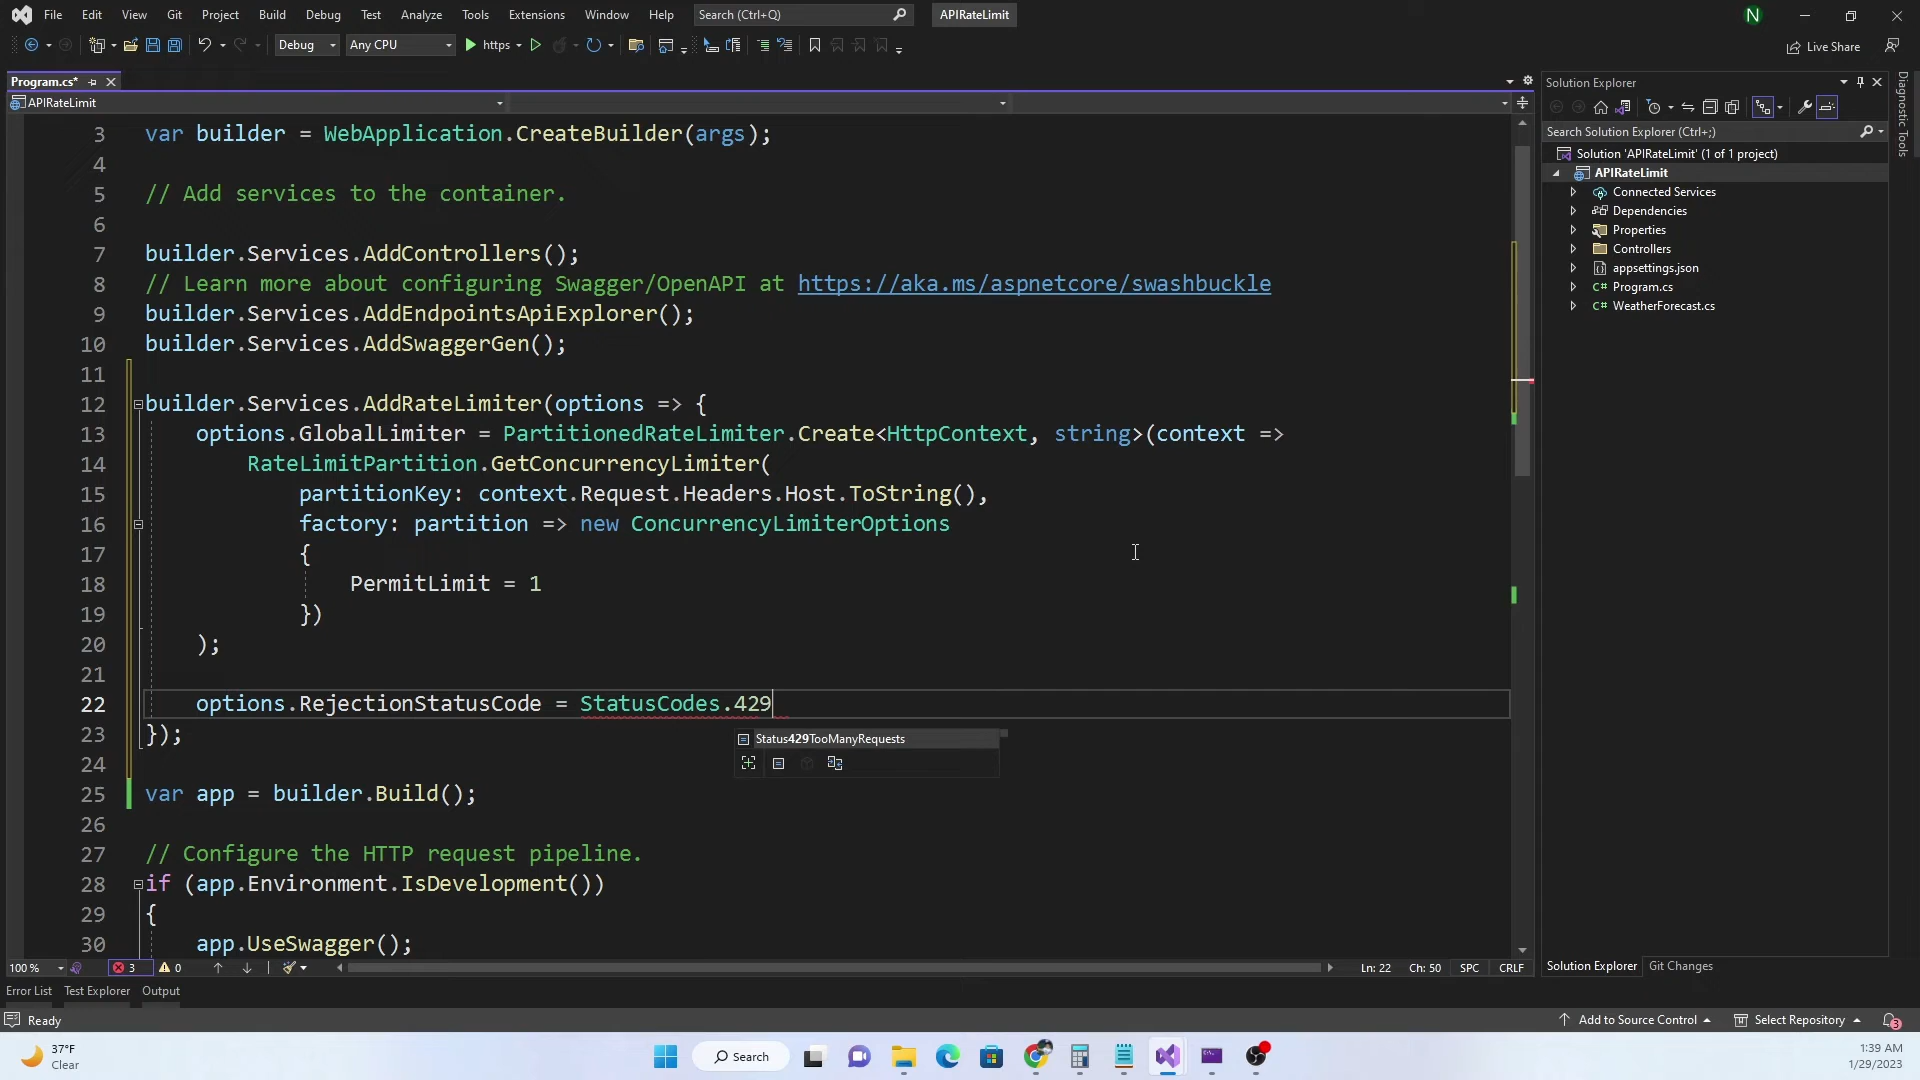 File Edit View Git Project Build Debug Test Analyze Tools Extensions Window Help Search (Ctrl+Q) APIRateLimit N
Debug Any CPU https Live Share
Program.cs* Solution Explorer
APIRateLimit
Search Solution Explorer (Ctrl+;)
Solution 'APIRateLimit' (1 of 1 project)
APIRateLimit
Connected Services
Dependencies
Properties
Controllers
appsettings.json
C# Program.cs
C# WeatherForecast.cs
Diagnostic Tools
3 var builder = WebApplication.CreateBuilder(args);
4
5 // Add services to the container.
6
7 builder.Services.AddControllers();
8 // Learn more about configuring Swagger/OpenAPI at https://aka.ms/aspnetcore/swashbuckle
9 builder.Services.AddEndpointsApiExplorer();
10 builder.Services.AddSwaggerGen();
11
12 builder.Services.AddRateLimiter(options => {
13 options.GlobalLimiter = PartitionedRateLimiter.Create<HttpContext, string>(context =>
14 RateLimitPartition.GetConcurrencyLimiter(
15 partitionKey: context.Request.Headers.Host.ToString(),
16 factory: partition => new ConcurrencyLimiterOptions
17 {
18 PermitLimit = 1
19 })
20 );
21
22 options.RejectionStatusCode = StatusCodes.429
Status429TooManyRequests
23 });
24
25 var app = builder.Build();
26
27 // Configure the HTTP request pipeline.
28 if (app.Environment.IsDevelopment())
29 {
30 app.UseSwagger();
100 % 3 0 Ln: 22 Ch: 50 SPC CRLF Solution Explorer Git Changes
Error List Test Explorer Output
Ready Add to Source Control Select Repository 3
37°F
Clear
Search
1:39 AM
1/29/2023